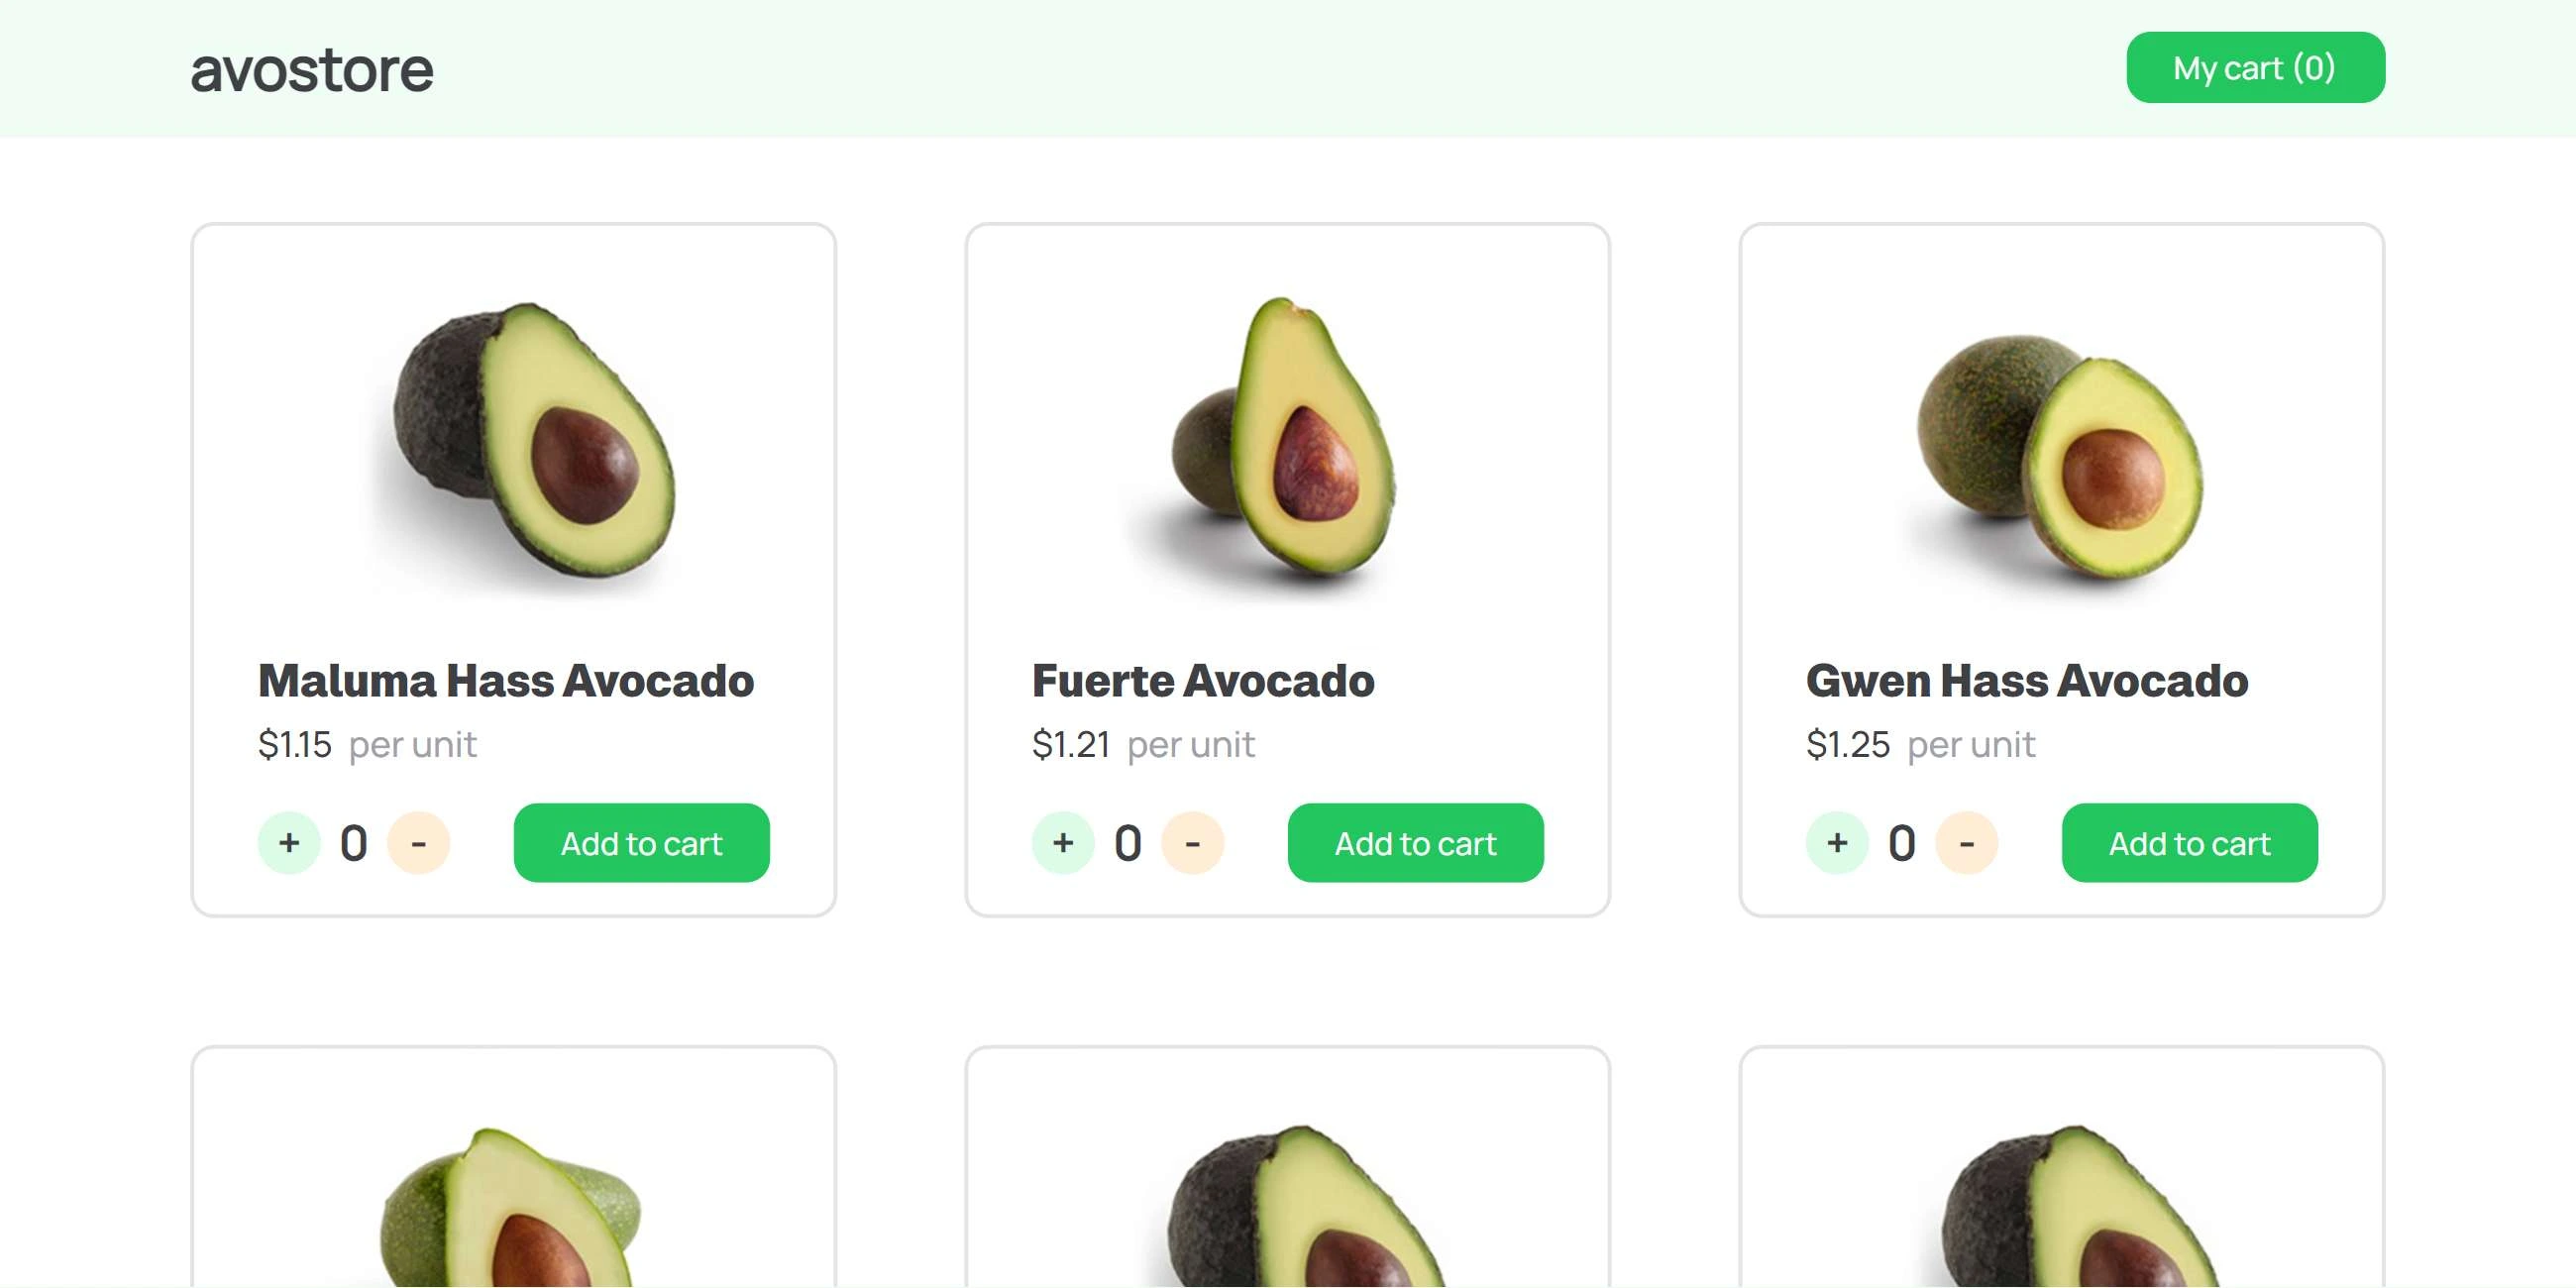 avostore
My cart (0)
Maluma Hass Avocado
$1.15 per unit
+ 0 - Add to cart
Fuerte Avocado
$1.21 per unit
+ 0 - Add to cart
Gwen Hass Avocado
$1.25 per unit
+ 0 - Add to cart